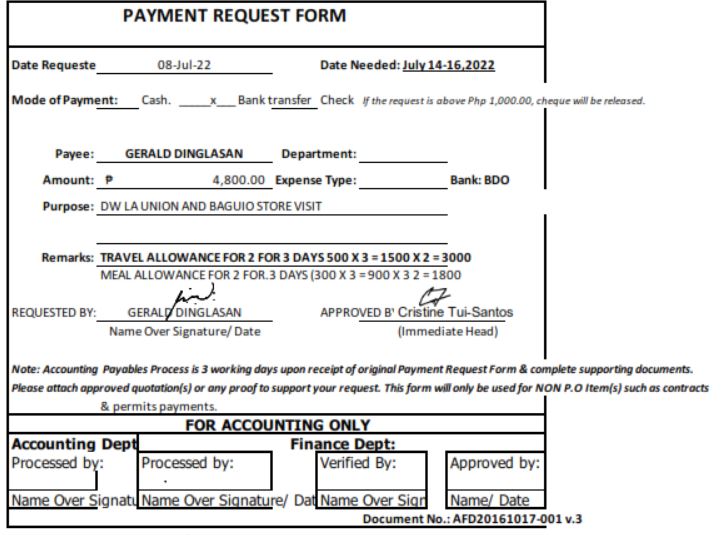 PAYMENT REQUEST FORM
Date Requeste 08-Jul-22 Date Needed: July 14-16,2022
Mode of Payment: Cash. _____x___ Bank transfer Check If the request is above Php 1,000.00, cheque will be released.
Payee: GERALD DINGLASAN Department:
Amount: ₱ 4,800.00 Expense Type: Bank: BDO
Purpose: DW LA UNION AND BAGUIO STORE VISIT
Remarks: TRAVEL ALLOWANCE FOR 2 FOR 3 DAYS 500 X 3 = 1500 X 2 = 3000
MEAL ALLOWANCE FOR 2 FOR.3 DAYS (300 X 3 = 900 X 3 2 = 1800
REQUESTED BY: GERALD DINGLASAN APPROVED B' Cristine Tui-Santos
Name Over Signature/ Date (Immediate Head)
Note: Accounting Payables Process is 3 working days upon receipt of original Payment Request Form & complete supporting documents.
Please attach approved quotation(s) or any proof to support your request. This form will only be used for NON P.O Item(s) such as contracts
& permits payments.
FOR ACCOUNTING ONLY
Accounting Dept Finance Dept:
Processed by: Processed by: Verified By: Approved by:
Name Over Signatu Name Over Signature/ Dat Name Over Sign Name/ Date
Document No.: AFD20161017-001 v.3